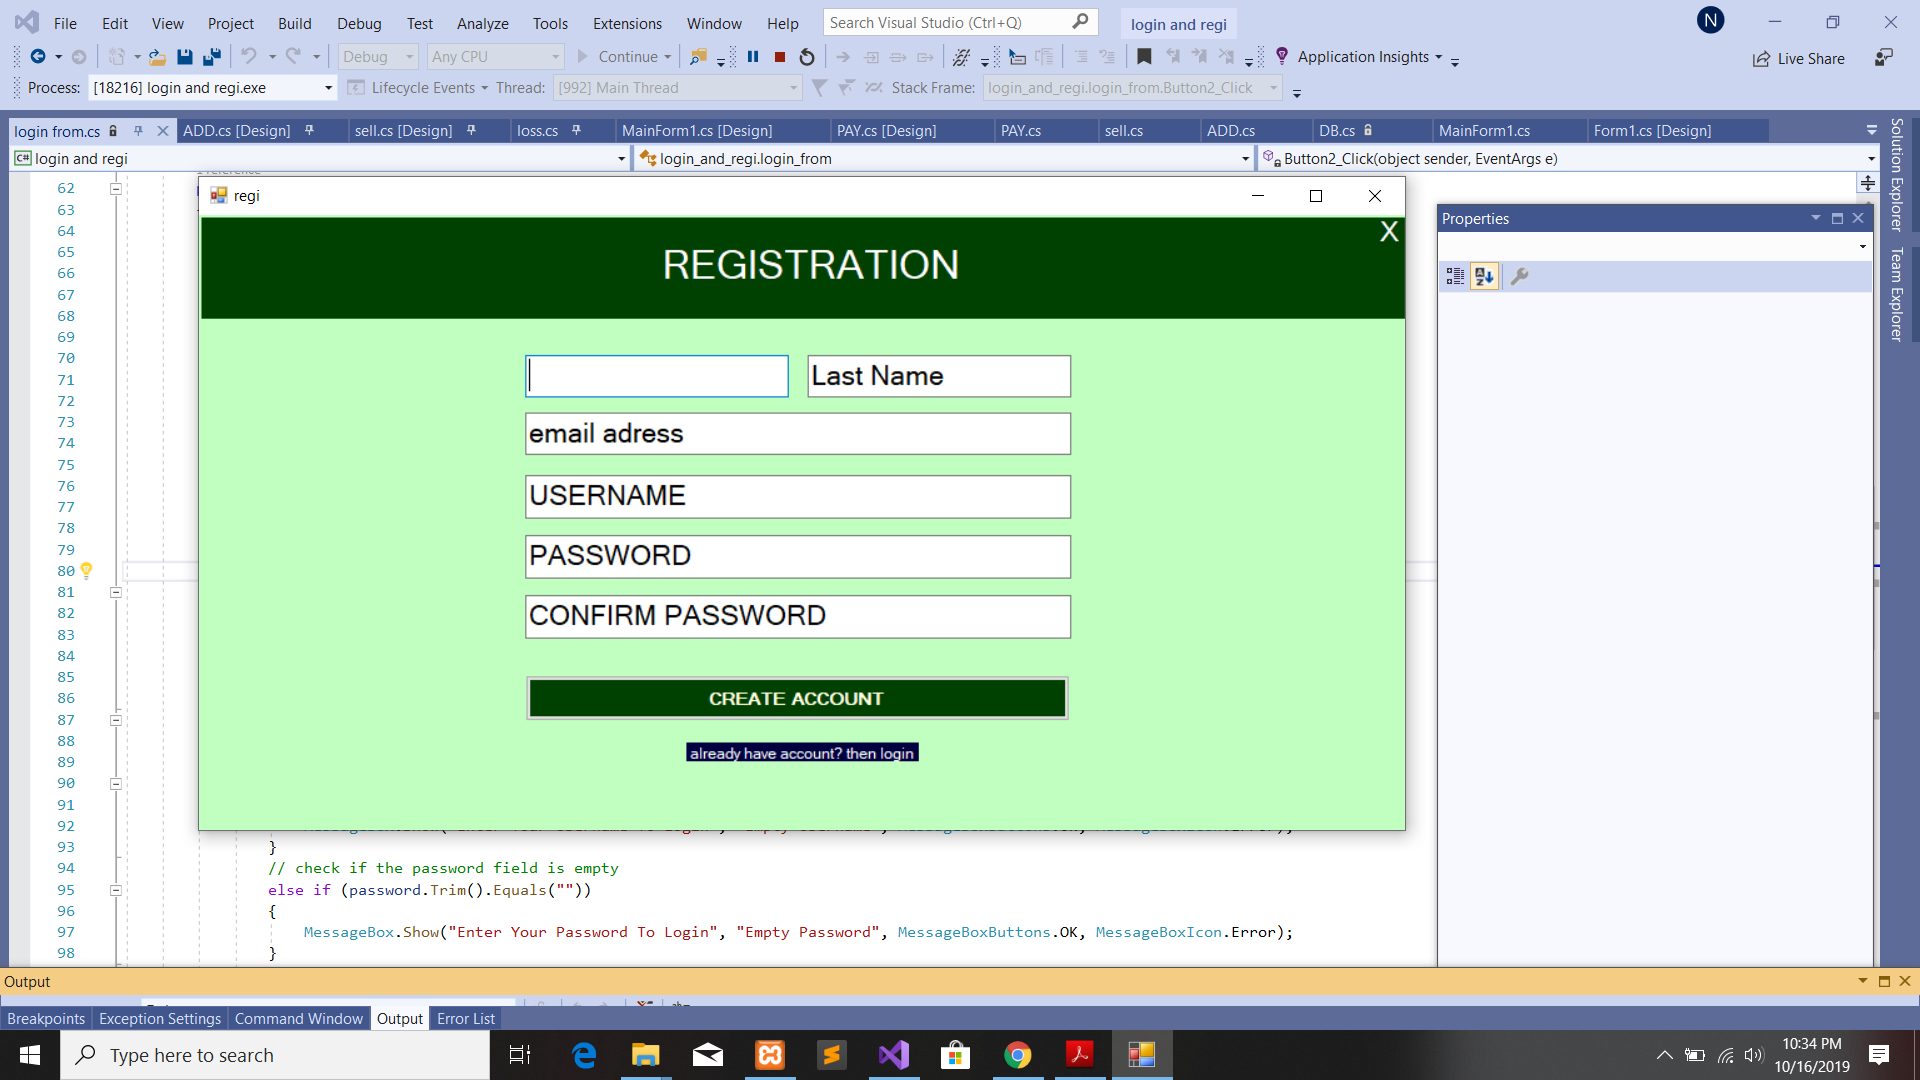 File Edit View Project Build Debug Test Analyze Tools Extensions Window Help Search Visual Studio (Ctrl+Q) login and regi N
Debug Any CPU Continue Application Insights Live Share
Process: [18216] login and regi.exe Lifecycle Events Thread: [992] Main Thread Stack Frame: login_and_regi.login_from.Button2_Click
login from.cs ADD.cs [Design] sell.cs [Design] loss.cs MainForm1.cs [Design] PAY.cs [Design] PAY.cs sell.cs ADD.cs DB.cs MainForm1.cs Form1.cs [Design]
C# login and regi login_and_regi.login_from Button2_Click(object sender, EventArgs e)
Solution Explorer
Team Explorer
Properties
regi
X
REGISTRATION
Last Name
email adress
USERNAME
PASSWORD
CONFIRM PASSWORD
CREATE ACCOUNT
already have account? then login
62
63
64
65
66
67
68
69
70
71
72
73
74
75
76
77
78
79
80
81
82
83
84
85
86
87
88
89
90
91
92
93 }
94 // check if the password field is empty
95 else if (password.Trim().Equals(""))
96 {
97 MessageBox.Show("Enter Your Password To Login", "Empty Password", MessageBoxButtons.OK, MessageBoxIcon.Error);
98 }
Output
Breakpoints Exception Settings Command Window Output Error List
Type here to search
10:34 PM
10/16/2019